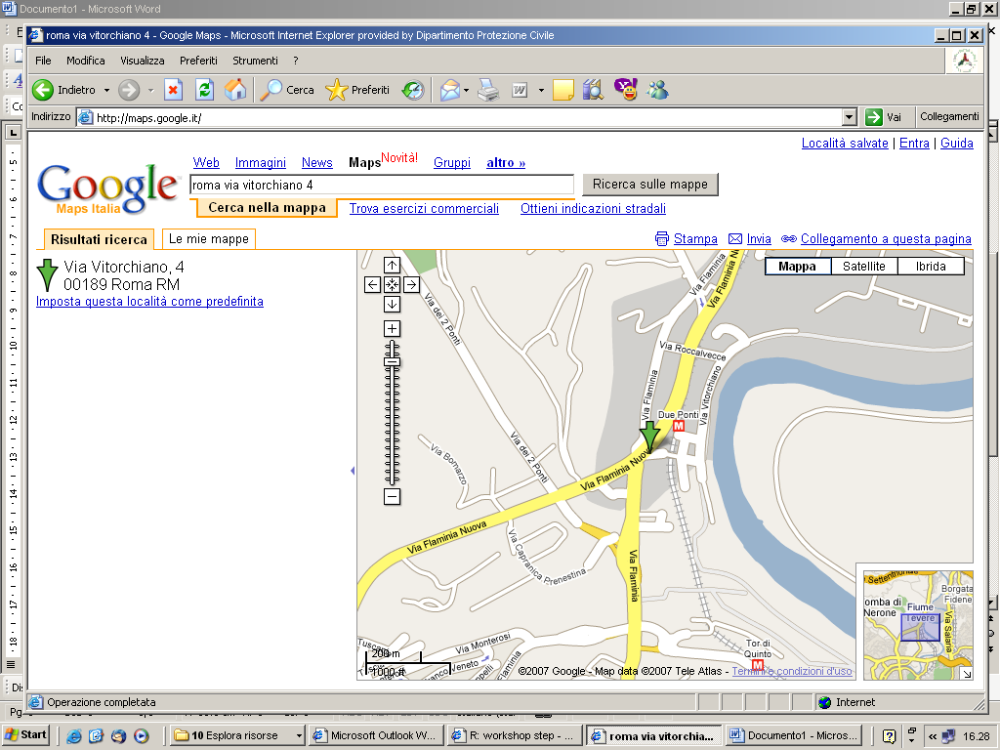 Documento1 - Microsoft Word
roma via vitorchiano 4 - Google Maps - Microsoft Internet Explorer provided by Dipartimento Protezione Civile
File Modifica Visualizza Preferiti Strumenti ?
Indietro Cerca Preferiti
Indirizzo http://maps.google.it/ Vai Collegamenti
Località salvate | Entra | Guida
Web Immagini News Maps Novità! Gruppi altro »
Google
Maps Italia
roma via vitorchiano 4 Ricerca sulle mappe
Cerca nella mappa Trova esercizi commerciali Ottieni indicazioni stradali
Risultati ricerca Le mie mappe Stampa Invia Collegamento a questa pagina
Via Vitorchiano, 4
00189 Roma RM
Imposta questa località come predefinita
Mappa Satellite Ibrida
Via Flaminia
Via Flaminia N
Via dei 2 Ponti
Via Roccalvecce
Via Flaminia
Via Vitorchiano
Due Ponti
M
Via dei 2 Ponti
Via Bomarzo
Via Flaminia Nuova
Via Flaminia Nuova
Via Capranica Prenestina
Via Flaminia
Settentrionale
omba di
Nerone
Borgata
Fidene
Fiume
Tevere
Via Salaria
Via Monterosi
Tor di
Quinto
M
Tuscan
Veneto
Flaminia
200 m
1000 ft
©2007 Google - Map data ©2007 Tele Atlas - Termini e condizioni d'uso
Operazione completata Internet
Start 10 Esplora risorse Microsoft Outlook W... R: workshop step - ... roma via vitorchia... Documento1 - Micros... 16.28